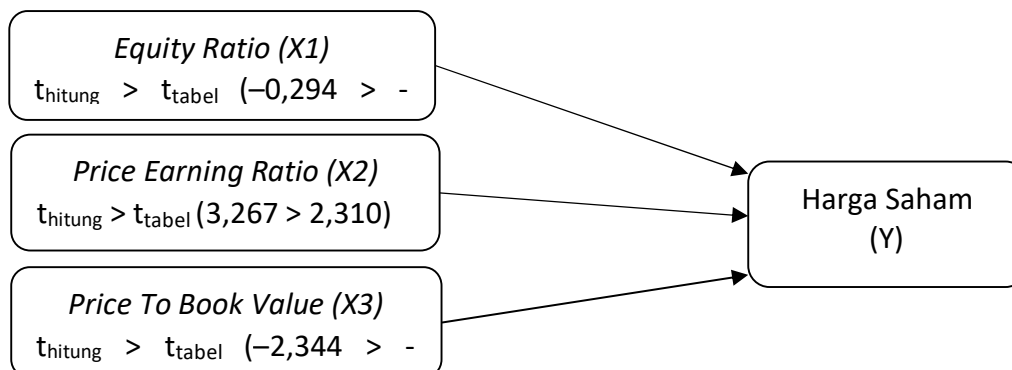 Equity Ratio (X1)
thitung > ttabel (–0,294 > -
Price Earning Ratio (X2)
thitung > ttabel (3,267 > 2,310)
Price To Book Value (X3)
thitung > ttabel (–2,344 > -
Harga Saham
(Y)